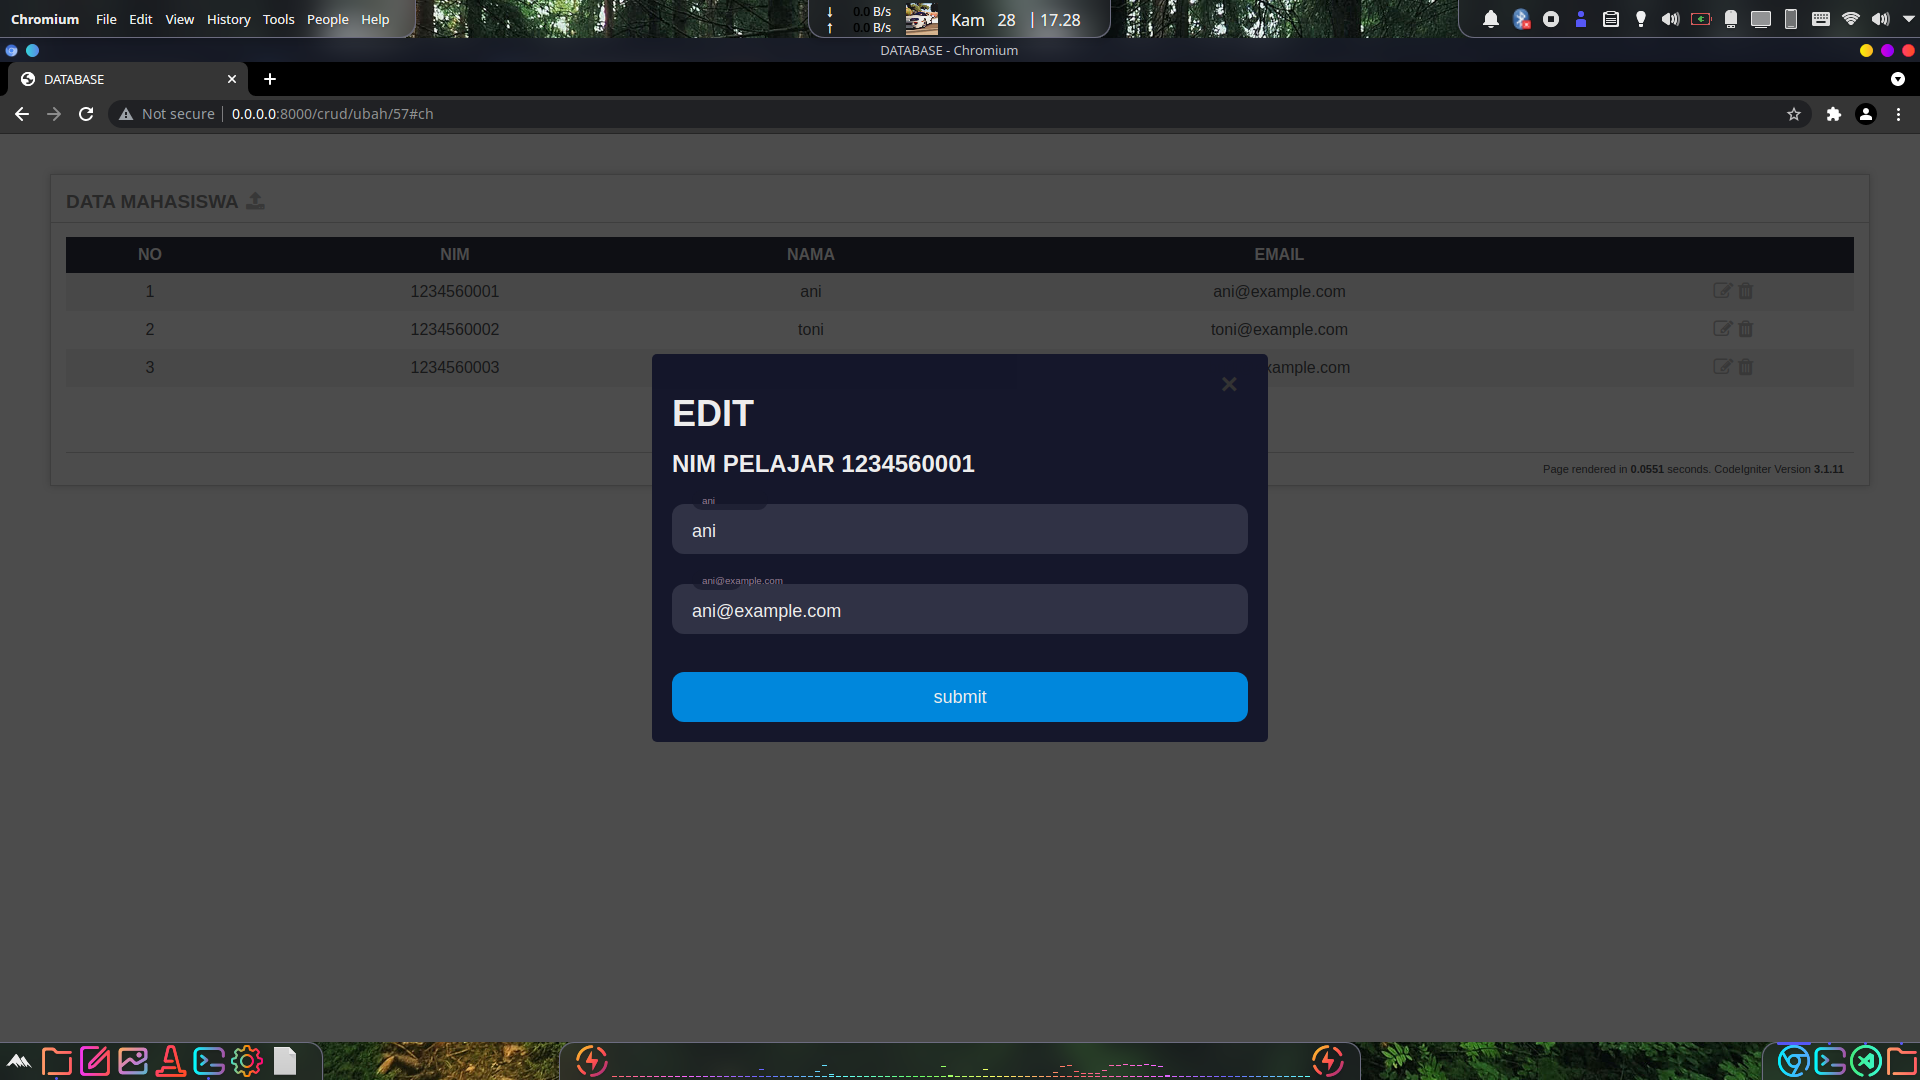 Chromium File Edit View History Tools People Help
0.0 B/s
0.0 B/s
Kam 28 | 17.28
DATABASE - Chromium
DATABASE
Not secure | 0.0.0.0:8000/crud/ubah/57#ch
DATA MAHASISWA
NO NIM NAMA EMAIL
1 1234560001 ani ani@example.com
2 1234560002 toni toni@example.com
3 1234560003 xample.com
EDIT
NIM PELAJAR 1234560001
ani
ani
ani@example.com
ani@example.com
submit
Page rendered in 0.0551 seconds. CodeIgniter Version 3.1.11